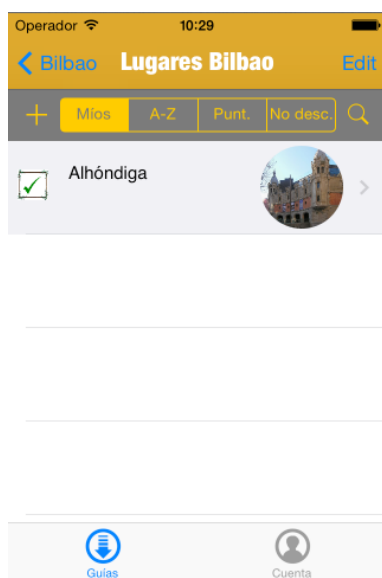 Operador 10:29
Bilbao Lugares Bilbao Edit
Míos A-Z Punt. No desc.
Alhóndiga
Guías Cuenta